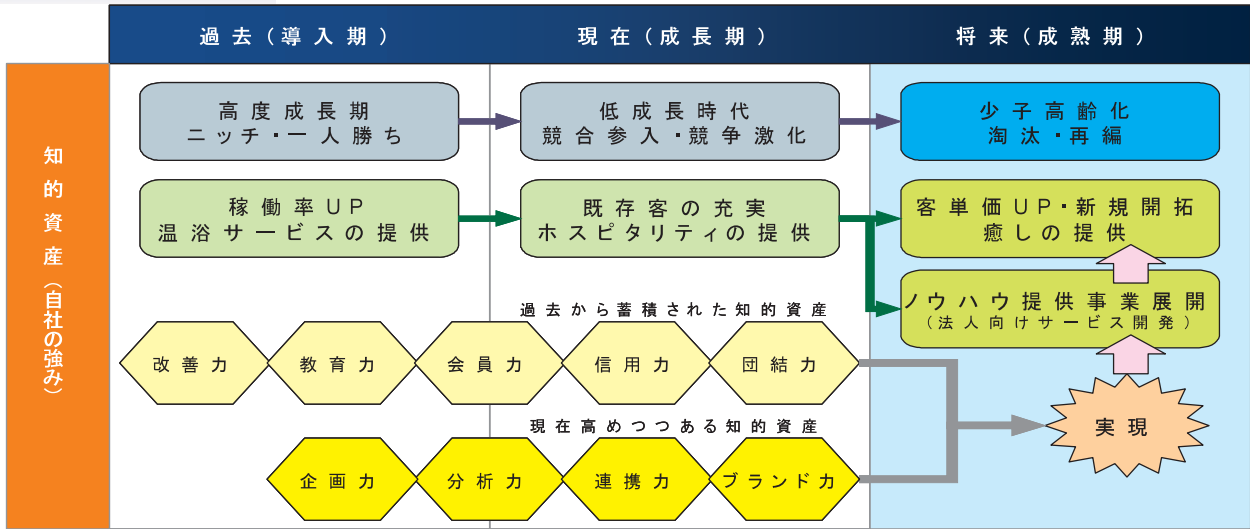 過去(導入期)
現在(成長期)
将来(成熟期)
知的資産(自社の強み)
高度成長期
ニッチ・一人勝ち
低成長時代
競合参入・競争激化
少子高齢化
淘汰・再編
稼働率UP
温浴サービスの提供
既存客の充実
ホスピタリティの提供
客単価UP・新規開拓
癒しの提供
ノウハウ提供事業展開
(法人向けサービス開発)
過去から蓄積された知的資産
改善力
教育力
会員力
信用力
団結力
実現
現在高めつつある知的資産
企画力
分析力
連携力
ブランド力